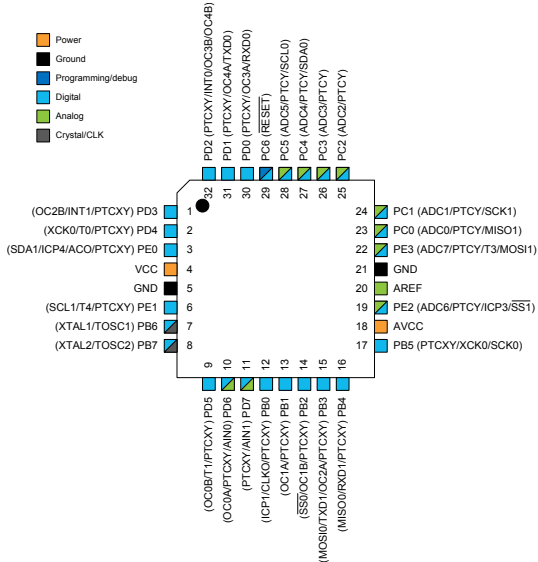 Power
Ground
Programming/debug
Digital
Analog
Crystal/CLK
PD2 (PTCXY/INT0/OC3B/OC4B)
PD1 (PTCXY/OC4A/TXD0)
PD0 (PTCXY/OC3A/RXD0)
PC6 (RESET)
PC5 (ADC5/PTCY/SCL0)
PC4 (ADC4/PTCY/SDA0)
PC3 (ADC3/PTCY)
PC2 (ADC2/PTCY)
32
31
30
29
28
27
26
25
(OC2B/INT1/PTCXY) PD3 1
(XCK0/T0/PTCXY) PD4 2
(SDA1/ICP4/ACO/PTCXY) PE0 3
VCC 4
GND 5
(SCL1/T4/PTCXY) PE1 6
(XTAL1/TOSC1) PB6 7
(XTAL2/TOSC2) PB7 8
24 PC1 (ADC1/PTCY/SCK1)
23 PC0 (ADC0/PTCY/MISO1)
22 PE3 (ADC7/PTCY/T3/MOSI1)
21 GND
20 AREF
19 PE2 (ADC6/PTCY/ICP3/SS1)
18 AVCC
17 PB5 (PTCXY/XCK0/SCK0)
9
10
11
12
13
14
15
16
(OC0B/T1/PTCXY) PD5
(OC0A/PTCXY/AIN0) PD6
(PTCXY/AIN1) PD7
(ICP1/CLKO/PTCXY) PB0
(OC1A/PTCXY) PB1
(SS0/OC1B/PTCXY) PB2
(MOSI0/TXD1/OC2A/PTCXY) PB3
(MISO0/RXD1/PTCXY) PB4